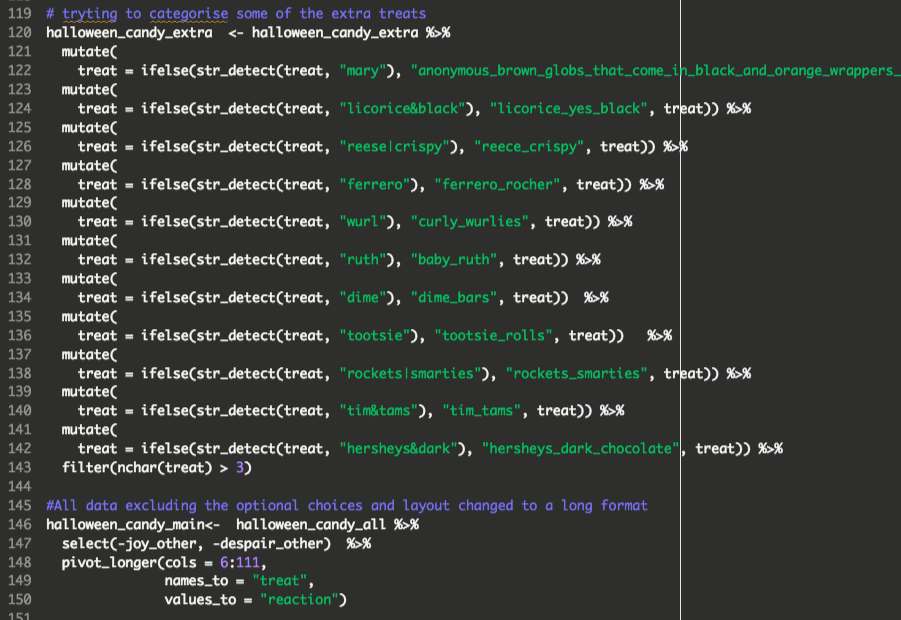 119 # tryting to categorise some of the extra treats
120 halloween_candy_extra  <- halloween_candy_extra %>%
121   mutate(
122     treat = ifelse(str_detect(treat, "mary"), "anonymous_brown_globs_that_come_in_black_and_orange_wrappers_
123   mutate(
124     treat = ifelse(str_detect(treat, "licorice&black"), "licorice_yes_black", treat)) %>%
125   mutate(
126     treat = ifelse(str_detect(treat, "reese|crispy"), "reece_crispy", treat)) %>%
127   mutate(
128     treat = ifelse(str_detect(treat, "ferrero"), "ferrero_rocher", treat)) %>%
129   mutate(
130     treat = ifelse(str_detect(treat, "wurl"), "curly_wurlies", treat)) %>%
131   mutate(
132     treat = ifelse(str_detect(treat, "ruth"), "baby_ruth", treat)) %>%
133   mutate(
134     treat = ifelse(str_detect(treat, "dime"), "dime_bars", treat))  %>%
135   mutate(
136     treat = ifelse(str_detect(treat, "tootsie"), "tootsie_rolls", treat))   %>%
137   mutate(
138     treat = ifelse(str_detect(treat, "rockets|smarties"), "rockets_smarties", treat)) %>%
139   mutate(
140     treat = ifelse(str_detect(treat, "tim&tams"), "tim_tams", treat)) %>%
141   mutate(
142     treat = ifelse(str_detect(treat, "hersheys&dark"), "hersheys_dark_chocolate", treat)) %>%
143   filter(nchar(treat) > 3)
144
145 #All data excluding the optional choices and layout changed to a long format
146 halloween_candy_main<-  halloween_candy_all %>%
147   select(-joy_other, -despair_other)  %>%
148   pivot_longer(cols = 6:111,
149                names_to = "treat",
150                values_to = "reaction")
151